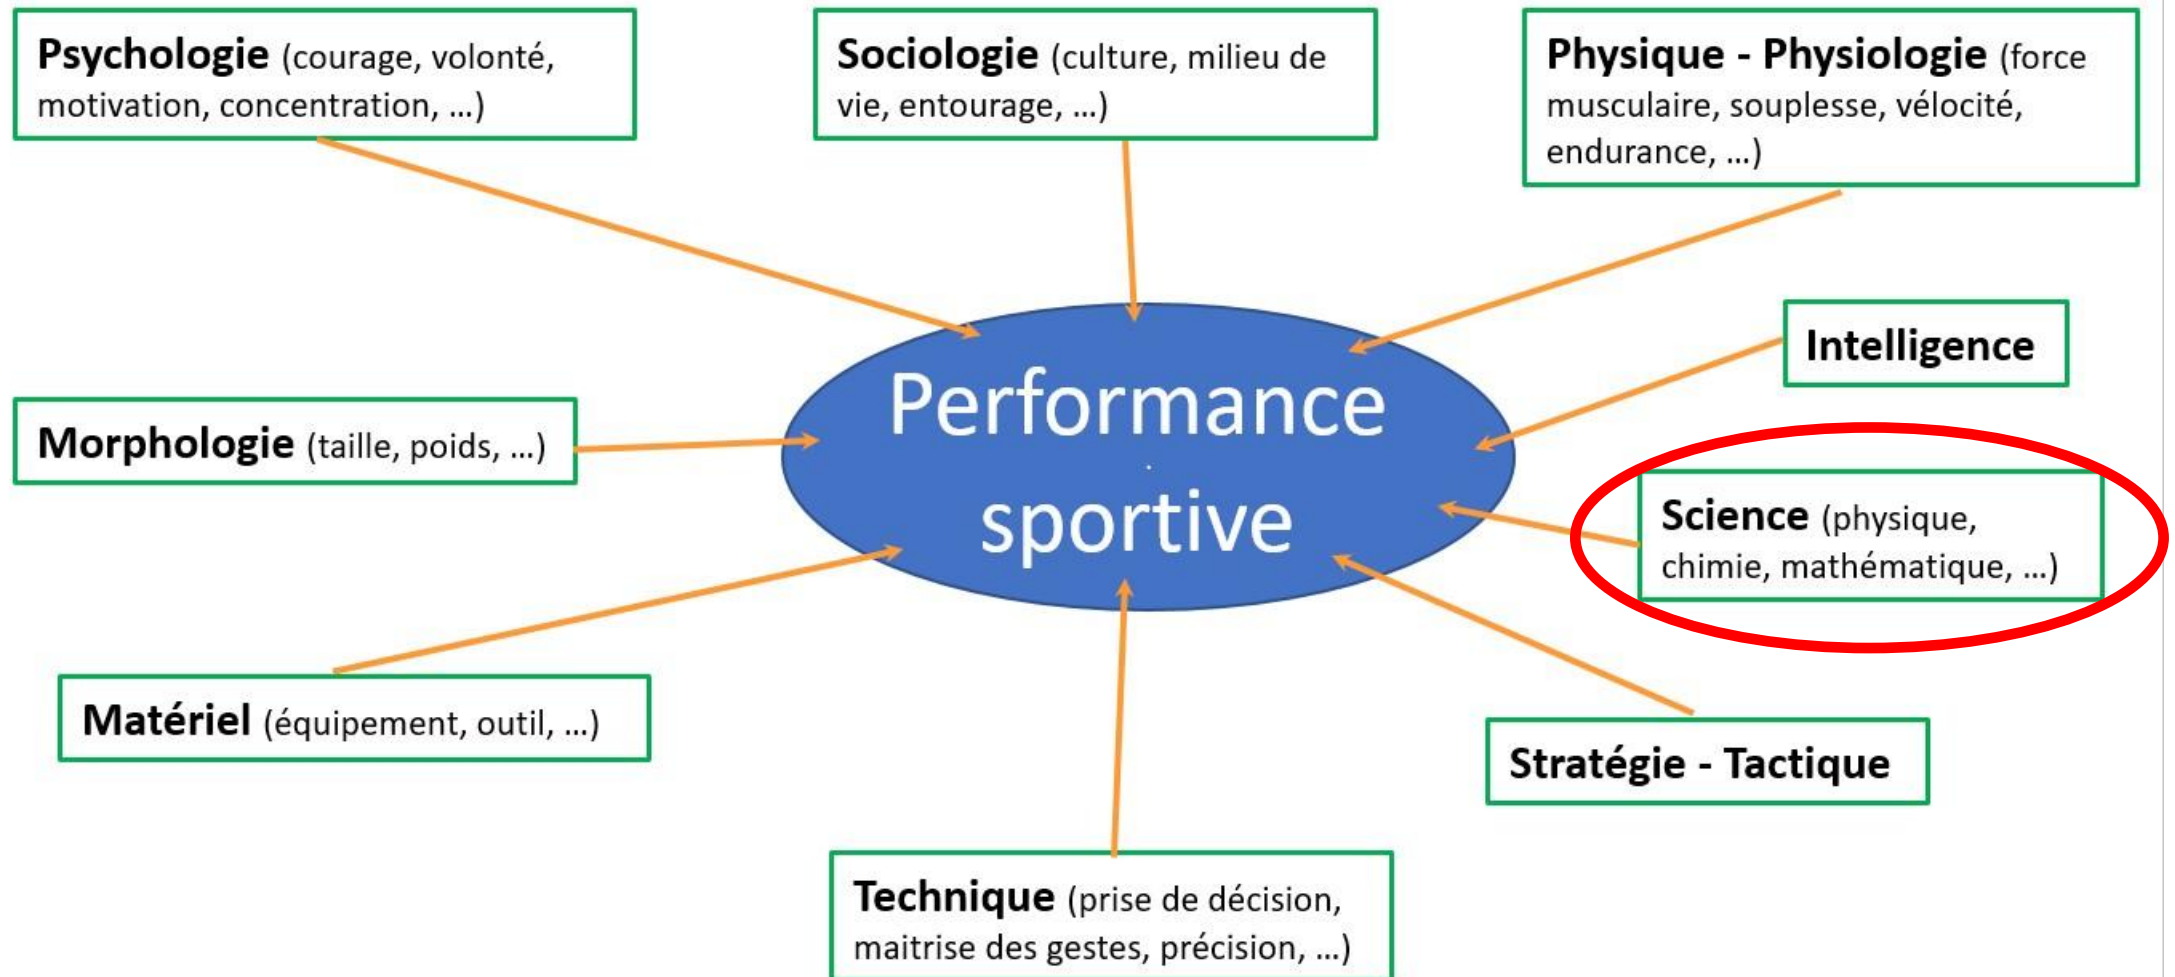 Psychologie (courage, volonté,
motivation, concentration, ...)
Sociologie (culture, milieu de
vie, entourage, ...)
Physique - Physiologie (force
musculaire, souplesse, vélocité,
endurance, ...)
Intelligence
Morphologie (taille, poids, ...)
Performance
sportive
Science (physique,
chimie, mathématique, ...)
Matériel (équipement, outil, ...)
Stratégie - Tactique
Technique (prise de décision,
maitrise des gestes, précision, ...)